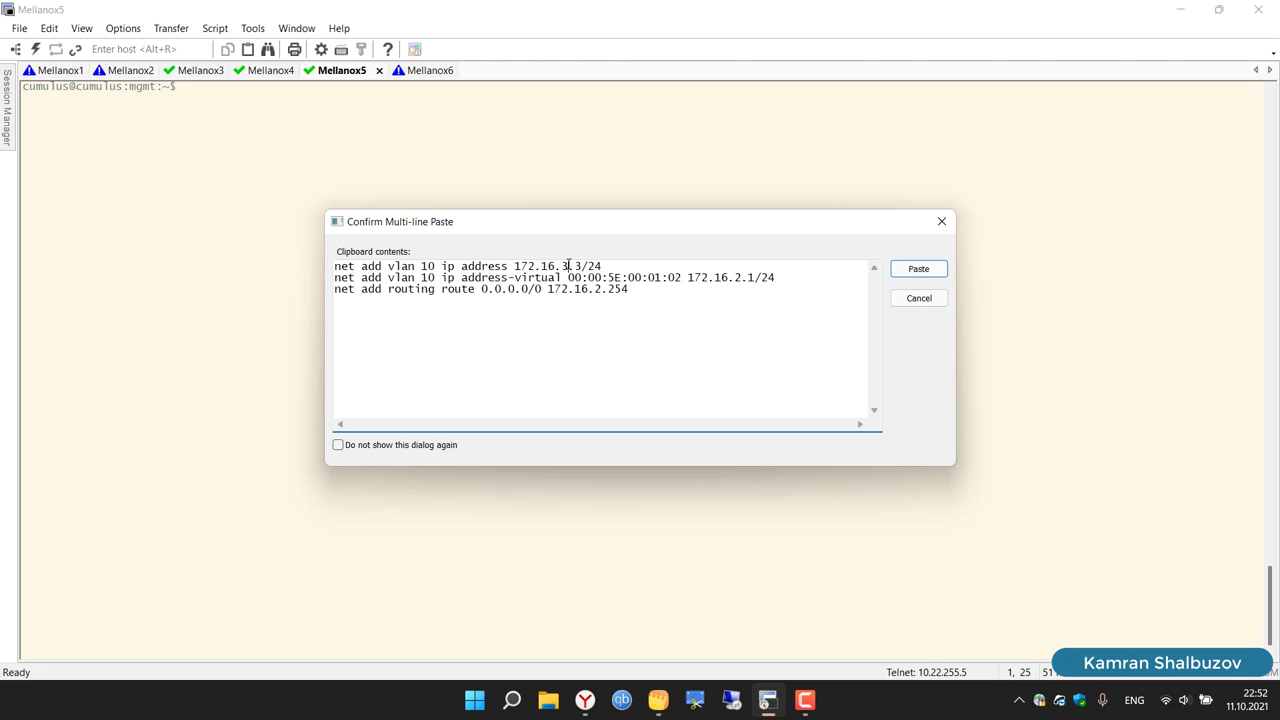 Mellanox5
File Edit View Options Transfer Script Tools Window Help
Enter host <Alt+R>
Mellanox1 Mellanox2 Mellanox3 Mellanox4 Mellanox5 Mellanox6
Session Manager
cumulus@cumulus:mgmt:~$
Confirm Multi-line Paste
Clipboard contents:
net add vlan 10 ip address 172.16.3.3/24
net add vlan 10 ip address-virtual 00:00:5E:00:01:02 172.16.2.1/24
net add routing route 0.0.0.0/0 172.16.2.254
Paste
Cancel
Do not show this dialog again
Ready
Telnet: 10.22.255.5
1, 25
Kamran Shalbuzov
ENG
22:52
11.10.2021